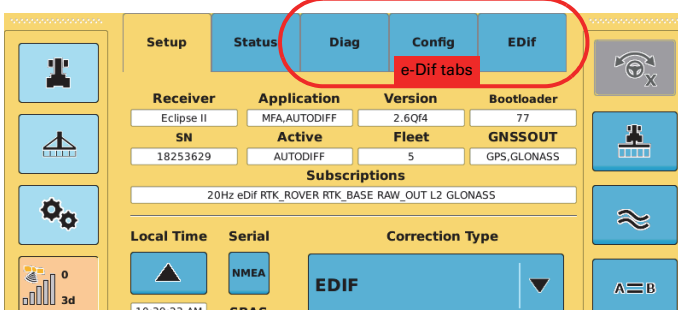 Setup Status Diag Config EDif
e-Dif tabs
Receiver Application Version Bootloader
Eclipse II MFA,AUTODIFF 2.6Qf4 77
SN Active Fleet GNSSOUT
18253629 AUTODIFF 5 GPS,GLONASS
Subscriptions
20Hz eDif RTK_ROVER RTK_BASE RAW_OUT L2 GLONASS
Local Time Serial Correction Type
NMEA
EDIF
0
3d
X
A=B